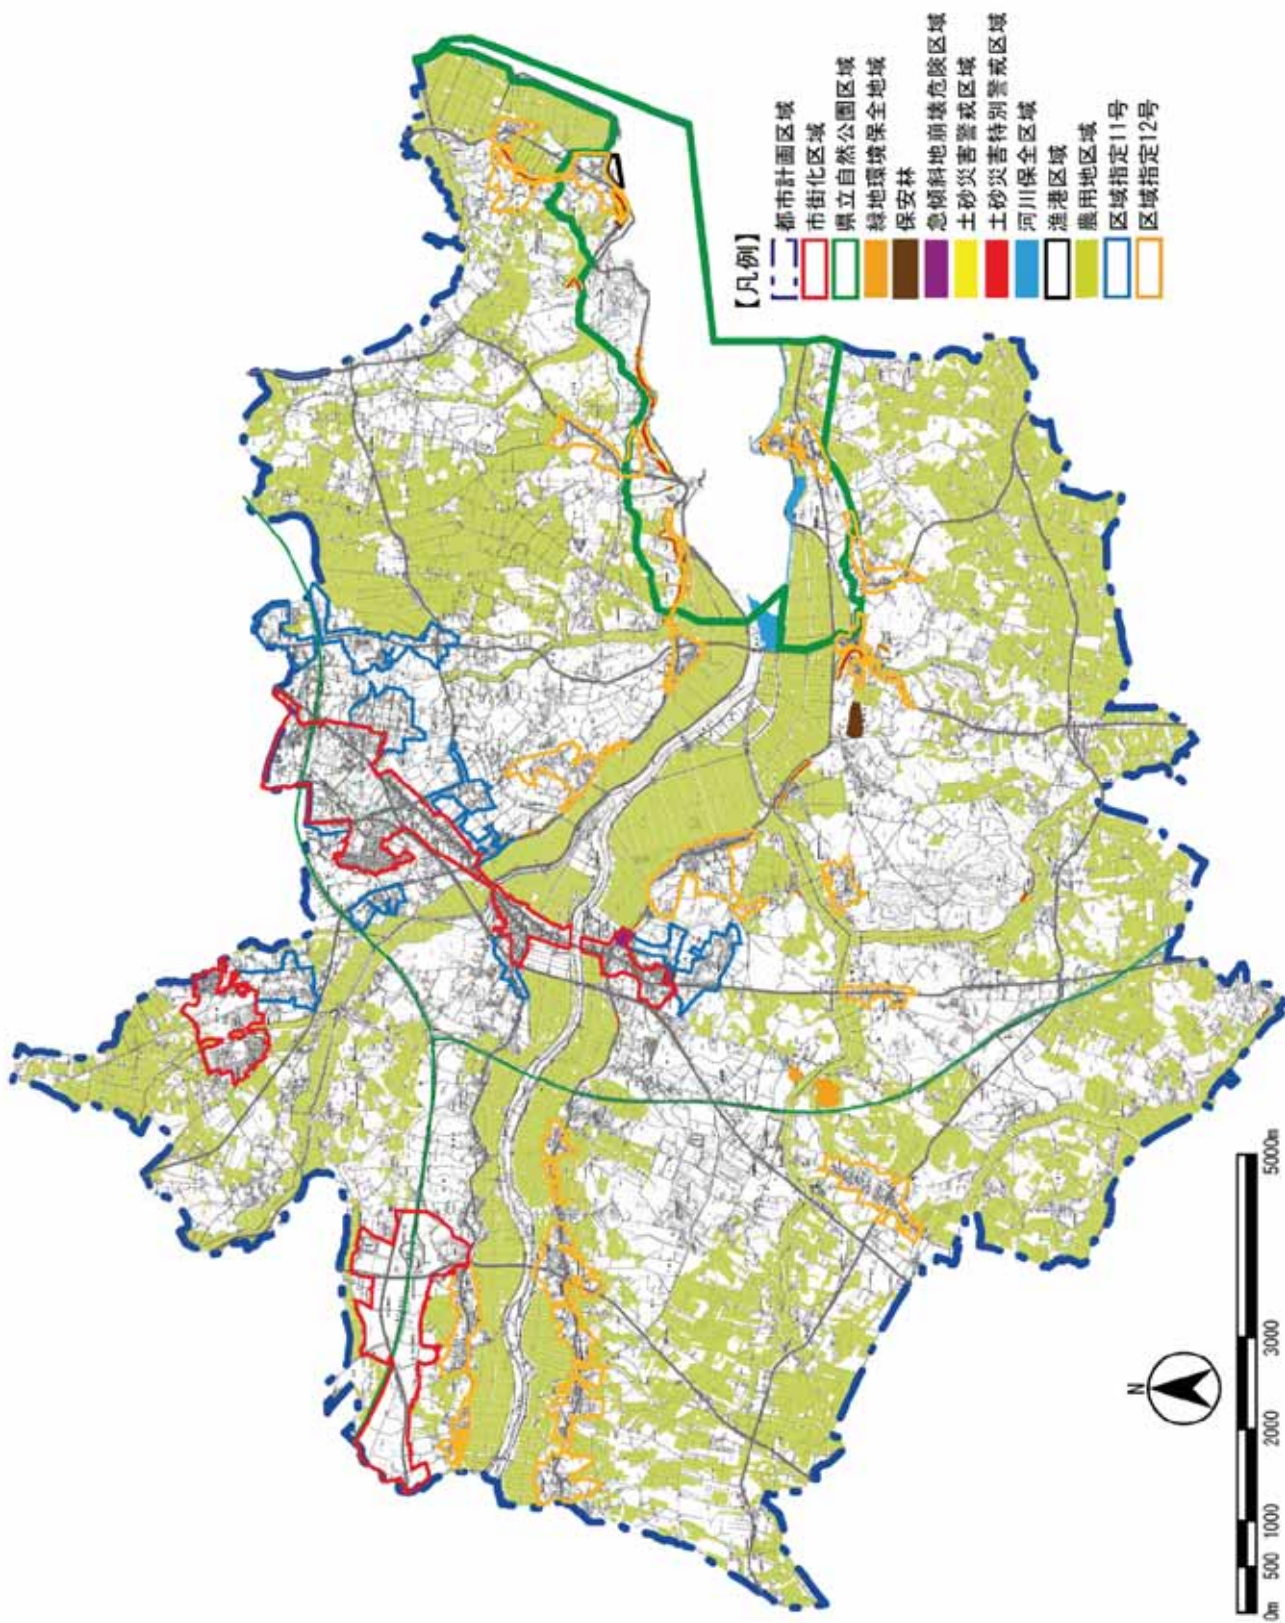 【凡例】
都市計画区域
市街化区域
県立自然公園区域
緑地環境保全地域
保安林
急傾斜地崩壊危険区域
土砂災害警戒区域
土砂災害特別警戒区域
河川保全区域
漁港区域
農用地区域
区域指定11号
区域指定12号
N
0m 500 1000 2000 3000 5000m